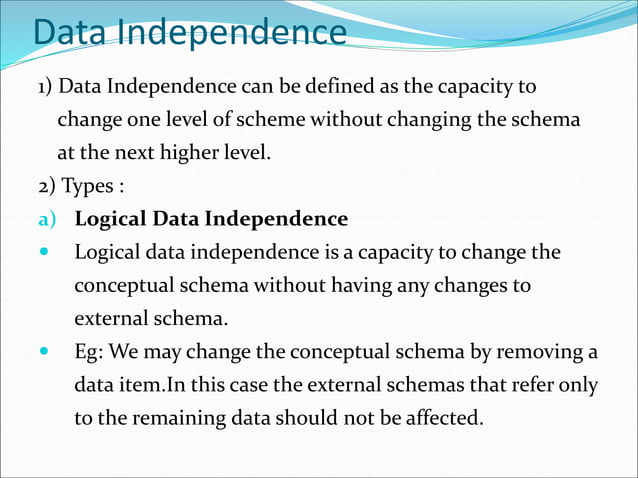 Data Independence
1) Data Independence can be defined as the capacity to
change one level of scheme without changing the schema
at the next higher level.
2) Types :
a) Logical Data Independence
• Logical data independence is a capacity to change the
conceptual schema without having any changes to
external schema.
• Eg: We may change the conceptual schema by removing a
data item.In this case the external schemas that refer only
to the remaining data should not be affected.